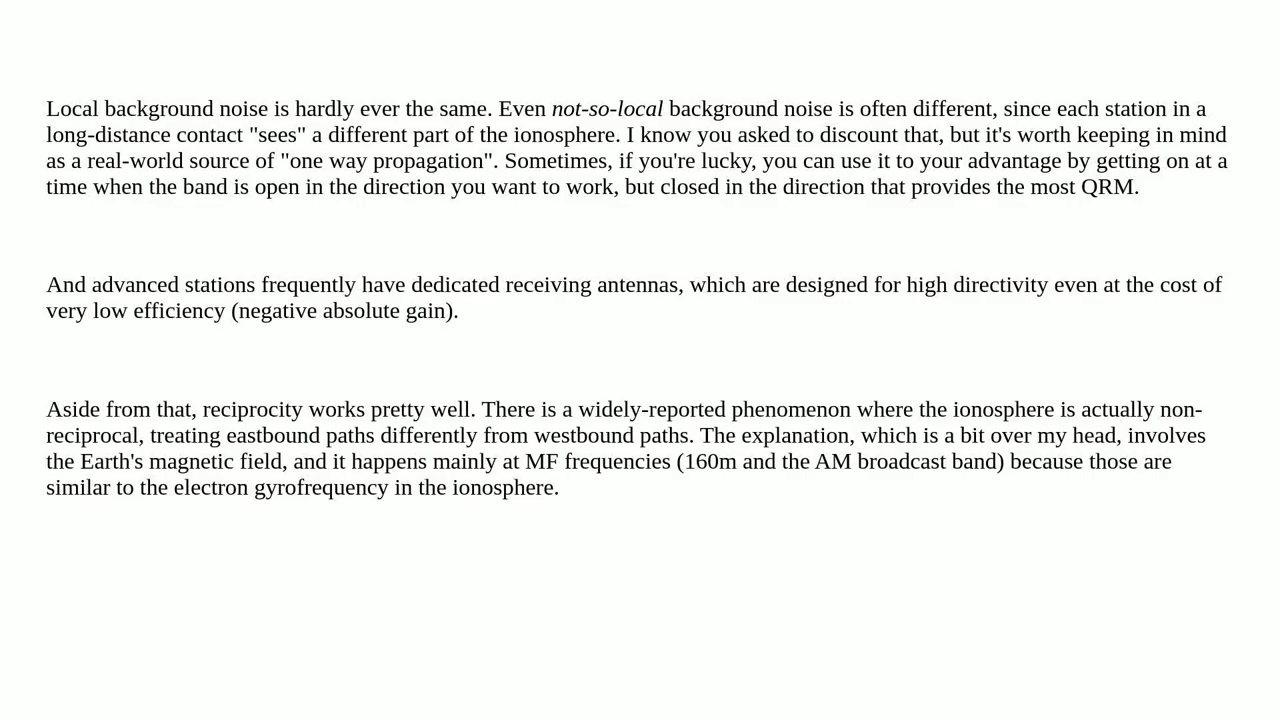 Local background noise is hardly ever the same. Even not-so-local background noise is often different, since each station in a
long-distance contact "sees" a different part of the ionosphere. I know you asked to discount that, but it's worth keeping in mind
as a real-world source of "one way propagation". Sometimes, if you're lucky, you can use it to your advantage by getting on at a
time when the band is open in the direction you want to work, but closed in the direction that provides the most QRM.
And advanced stations frequently have dedicated receiving antennas, which are designed for high directivity even at the cost of
very low efficiency (negative absolute gain).
Aside from that, reciprocity works pretty well. There is a widely-reported phenomenon where the ionosphere is actually non-
reciprocal, treating eastbound paths differently from westbound paths. The explanation, which is a bit over my head, involves
the Earth's magnetic field, and it happens mainly at MF frequencies (160m and the AM broadcast band) because those are
similar to the electron gyrofrequency in the ionosphere.